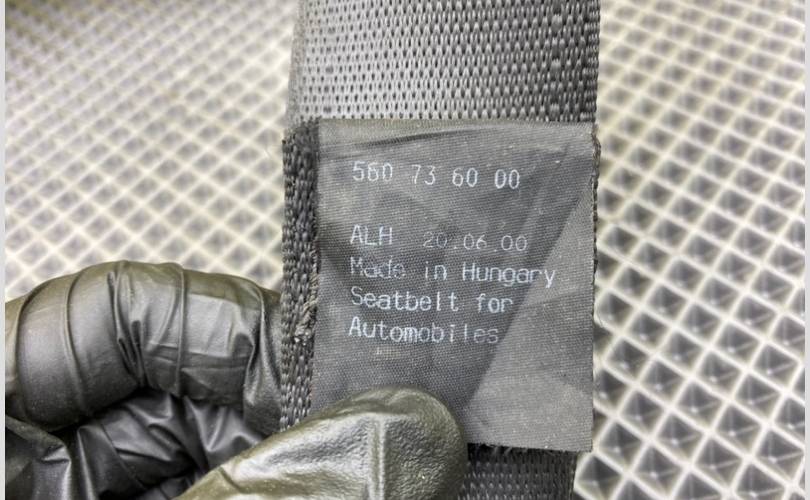 560 73 60 00
ALH 20.06.00
Made in Hungary
Seatbelt for
Automobiles